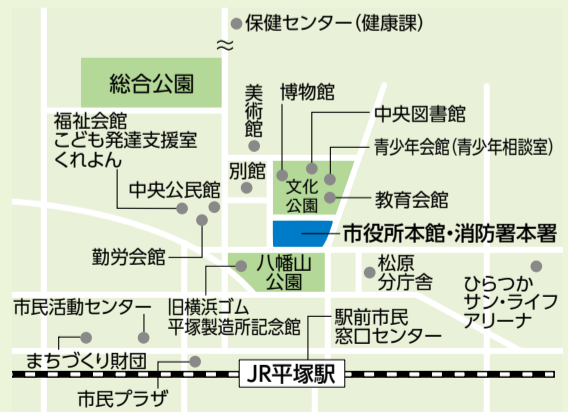 保健センター(健康課)
総合公園
美術館
博物館
中央図書館
福祉会館
こども発達支援室
くれよん
青少年会館(青少年相談室)
別館
文化
公園
教育会館
中央公民館
市役所本館・消防署本署
勤労会館
八幡山
公園
松原
分庁舎
ひらつか
サン・ライフ
アリーナ
市民活動センター
旧横浜ゴム
平塚製造所記念館
駅前市民
窓口センター
まちづくり財団
JR平塚駅
市民プラザ